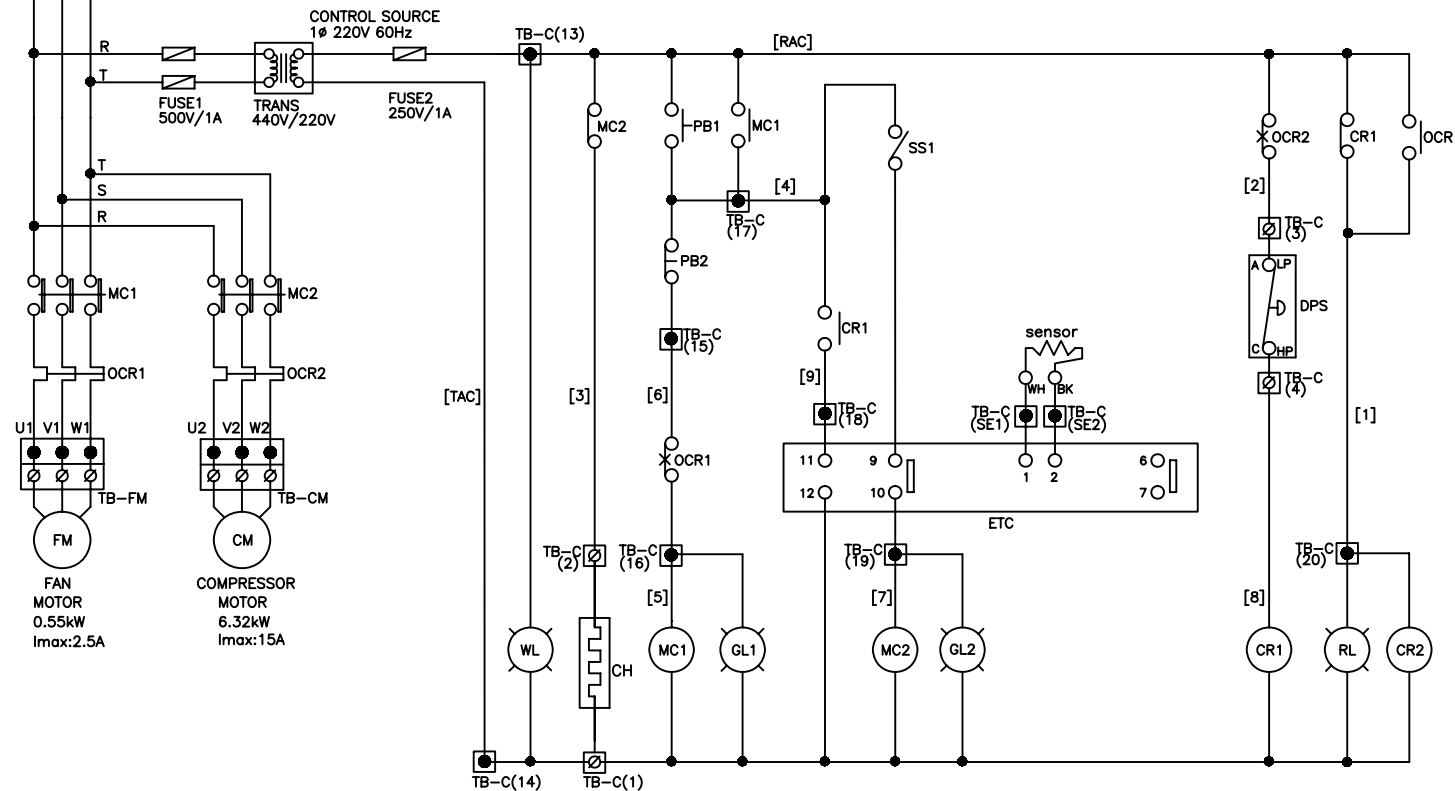 CONTROL SOURCE
1ø 220V 60Hz
TB-C(13)
[RAC]
R
T
FUSE1
500V/1A
TRANS
440V/220V
FUSE2
250V/1A
MC2
PB1
MC1
SS1
OCR2
CR1
OCR
T
S
R
[4]
[2]
TB-C
(17)
TB-C
(3)
PB2
A
LP
DPS
C
HP
MC1
MC2
CR1
sensor
TB-C
(15)
OCR1
OCR2
[TAC]
[3]
[6]
[9]
WH
BK
TB-C
(4)
TB-C
(18)
TB-C
(SE1)
TB-C
(SE2)
[1]
U1 V1 W1
U2 V2 W2
OCR1
11
9
1
2
6
12
10
7
ETC
TB-FM
TB-CM
FM
CM
TB-C
(2)
TB-C
(16)
TB-C
(19)
TB-C
(20)
FAN
MOTOR
0.55kW
Imax:2.5A
COMPRESSOR
MOTOR
6.32kW
Imax:15A
[5]
[7]
[8]
WL
CH
MC1
GL1
MC2
GL2
CR1
RL
CR2
TB-C(14)
TB-C(1)